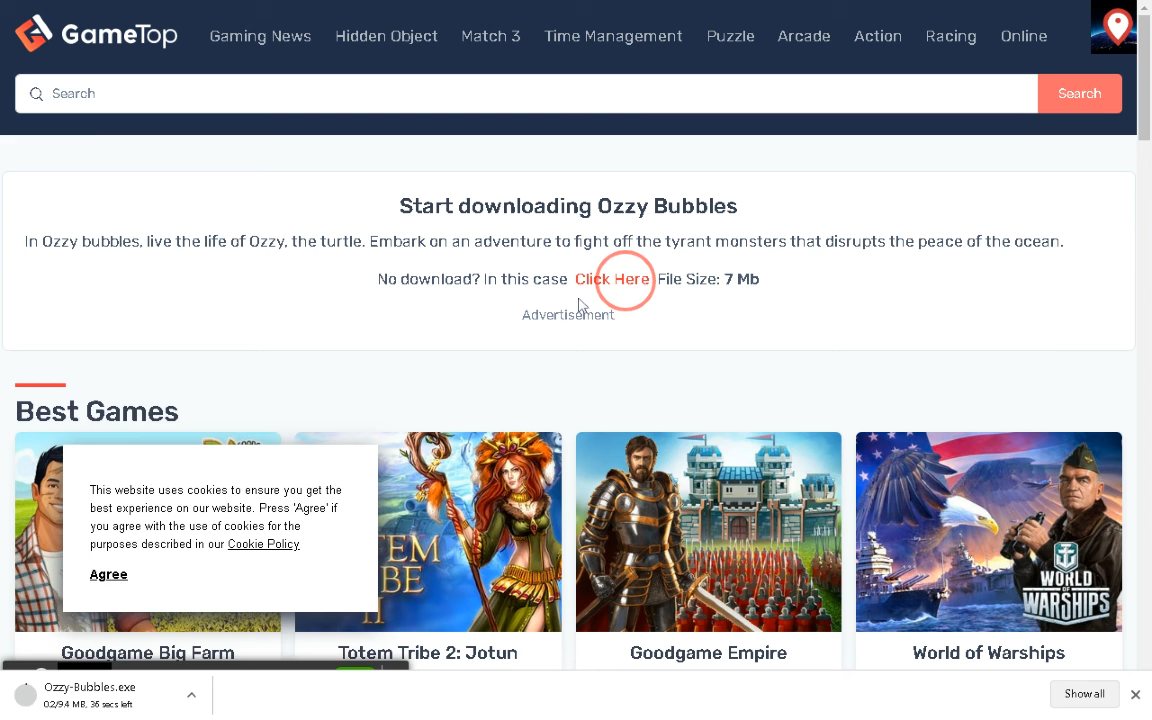 GameTop
Gaming News
Hidden Object
Match 3
Time Management
Puzzle
Arcade
Action
Racing
Online
Search
Search
Start downloading Ozzy Bubbles
In Ozzy bubbles, live the life of Ozzy, the turtle. Embark on an adventure to fight off the tyrant monsters that disrupts the peace of the ocean.
No download? In this case Click Here File Size: 7 Mb
Advertisement
Best Games
This website uses cookies to ensure you get the
best experience on our website. Press 'Agree' if
you agree with the use of cookies for the
purposes described in our Cookie Policy
Agree
WORLD OF
WARSHIPS
Goodgame Big Farm
Totem Tribe 2: Jotun
Goodgame Empire
World of Warships
Ozzy-Bubbles.exe
0.2/9.4 MB, 36 secs left
Show all